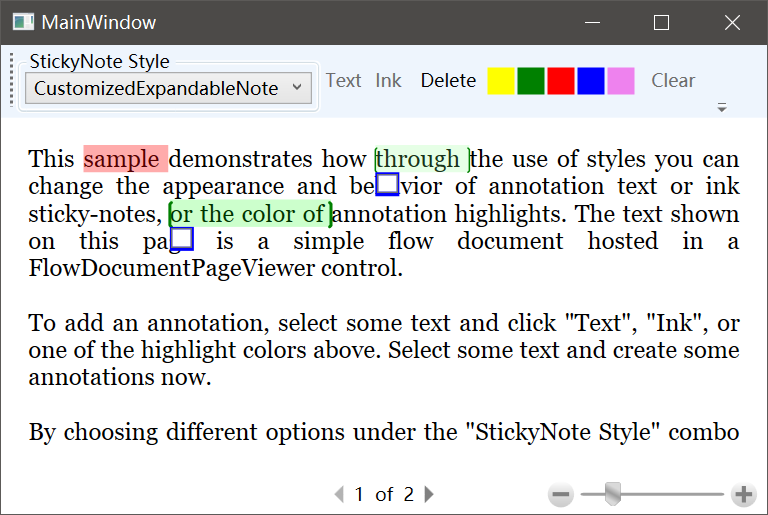 MainWindow
StickyNote Style
CustomizedExpandableNote
Text Ink Delete Clear
This sample demonstrates how through the use of styles you can
change the appearance and be vior of annotation text or ink
sticky-notes, or the color of annotation highlights. The text shown
on this pa is a simple flow document hosted in a
FlowDocumentPageViewer control.
To add an annotation, select some text and click "Text", "Ink", or
one of the highlight colors above. Select some text and create some
annotations now.
By choosing different options under the "StickyNote Style" combo
1 of 2